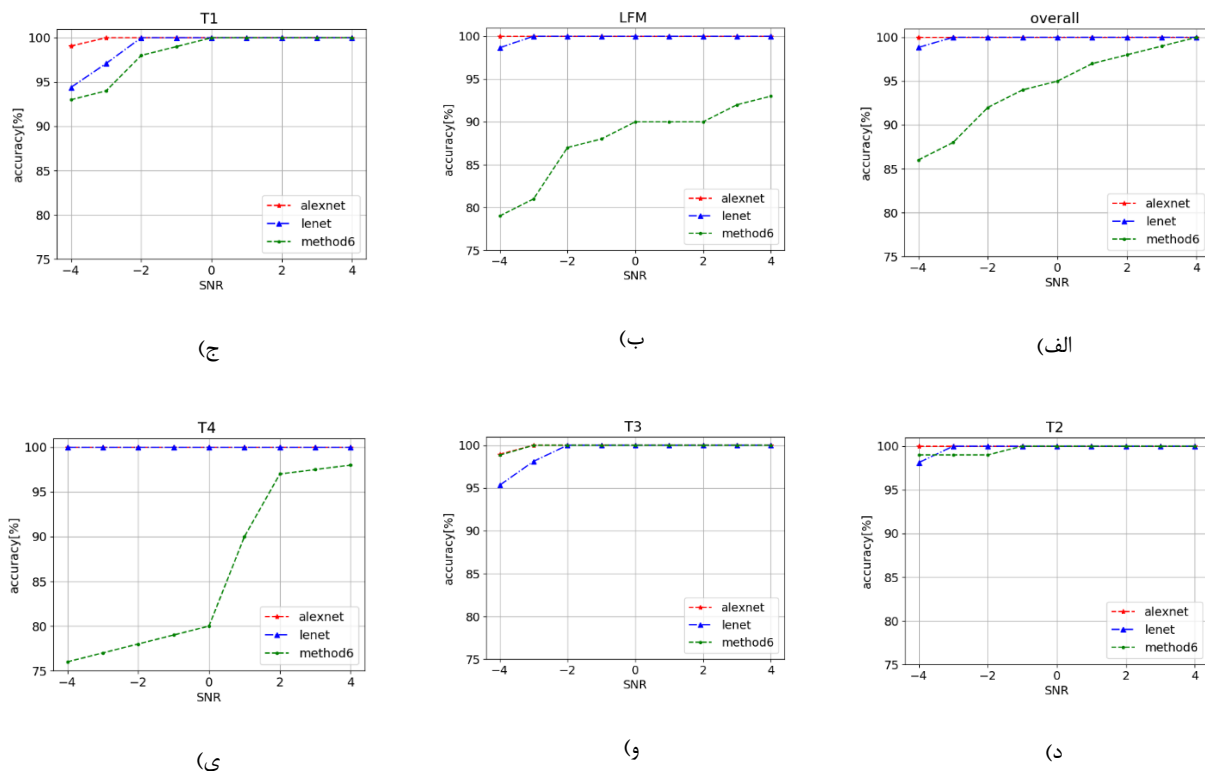 T1
accuracy[%]
100
95
90
85
80
75
−4
−2
0
2
4
SNR
alexnet
lenet
method6
ج)
LFM
accuracy[%]
100
95
90
85
80
75
−4
−2
0
2
4
SNR
alexnet
lenet
method6
ب)
overall
accuracy[%]
100
95
90
85
80
75
−4
−2
0
2
4
SNR
alexnet
lenet
method6
الف)
T4
accuracy[%]
100
95
90
85
80
75
−4
−2
0
2
4
SNR
alexnet
lenet
method6
ی)
T3
accuracy[%]
100
95
90
85
80
75
−4
−2
0
2
4
SNR
alexnet
lenet
method6
و)
T2
accuracy[%]
100
95
90
85
80
75
−4
−2
0
2
4
SNR
alexnet
lenet
method6
د)